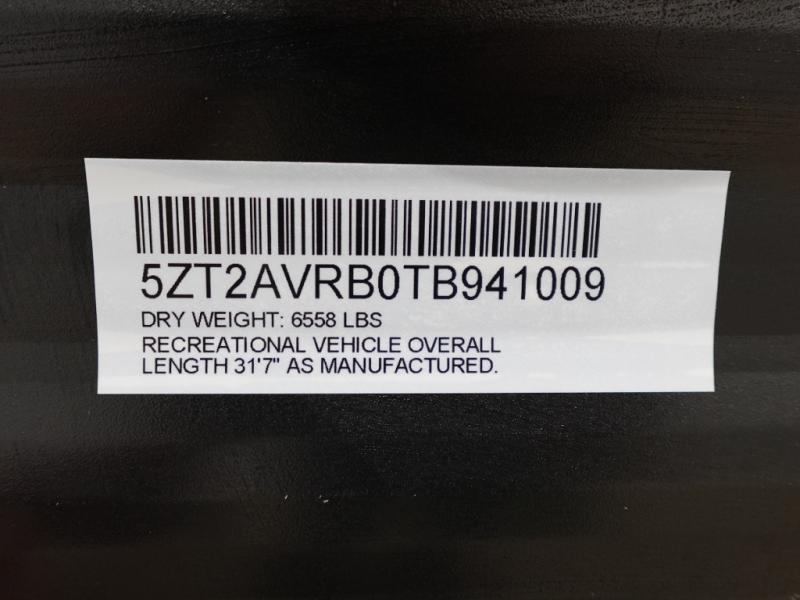 5ZT2AVRB0TB941009
DRY WEIGHT: 6558 LBS
RECREATIONAL VEHICLE OVERALL
LENGTH 31'7" AS MANUFACTURED.